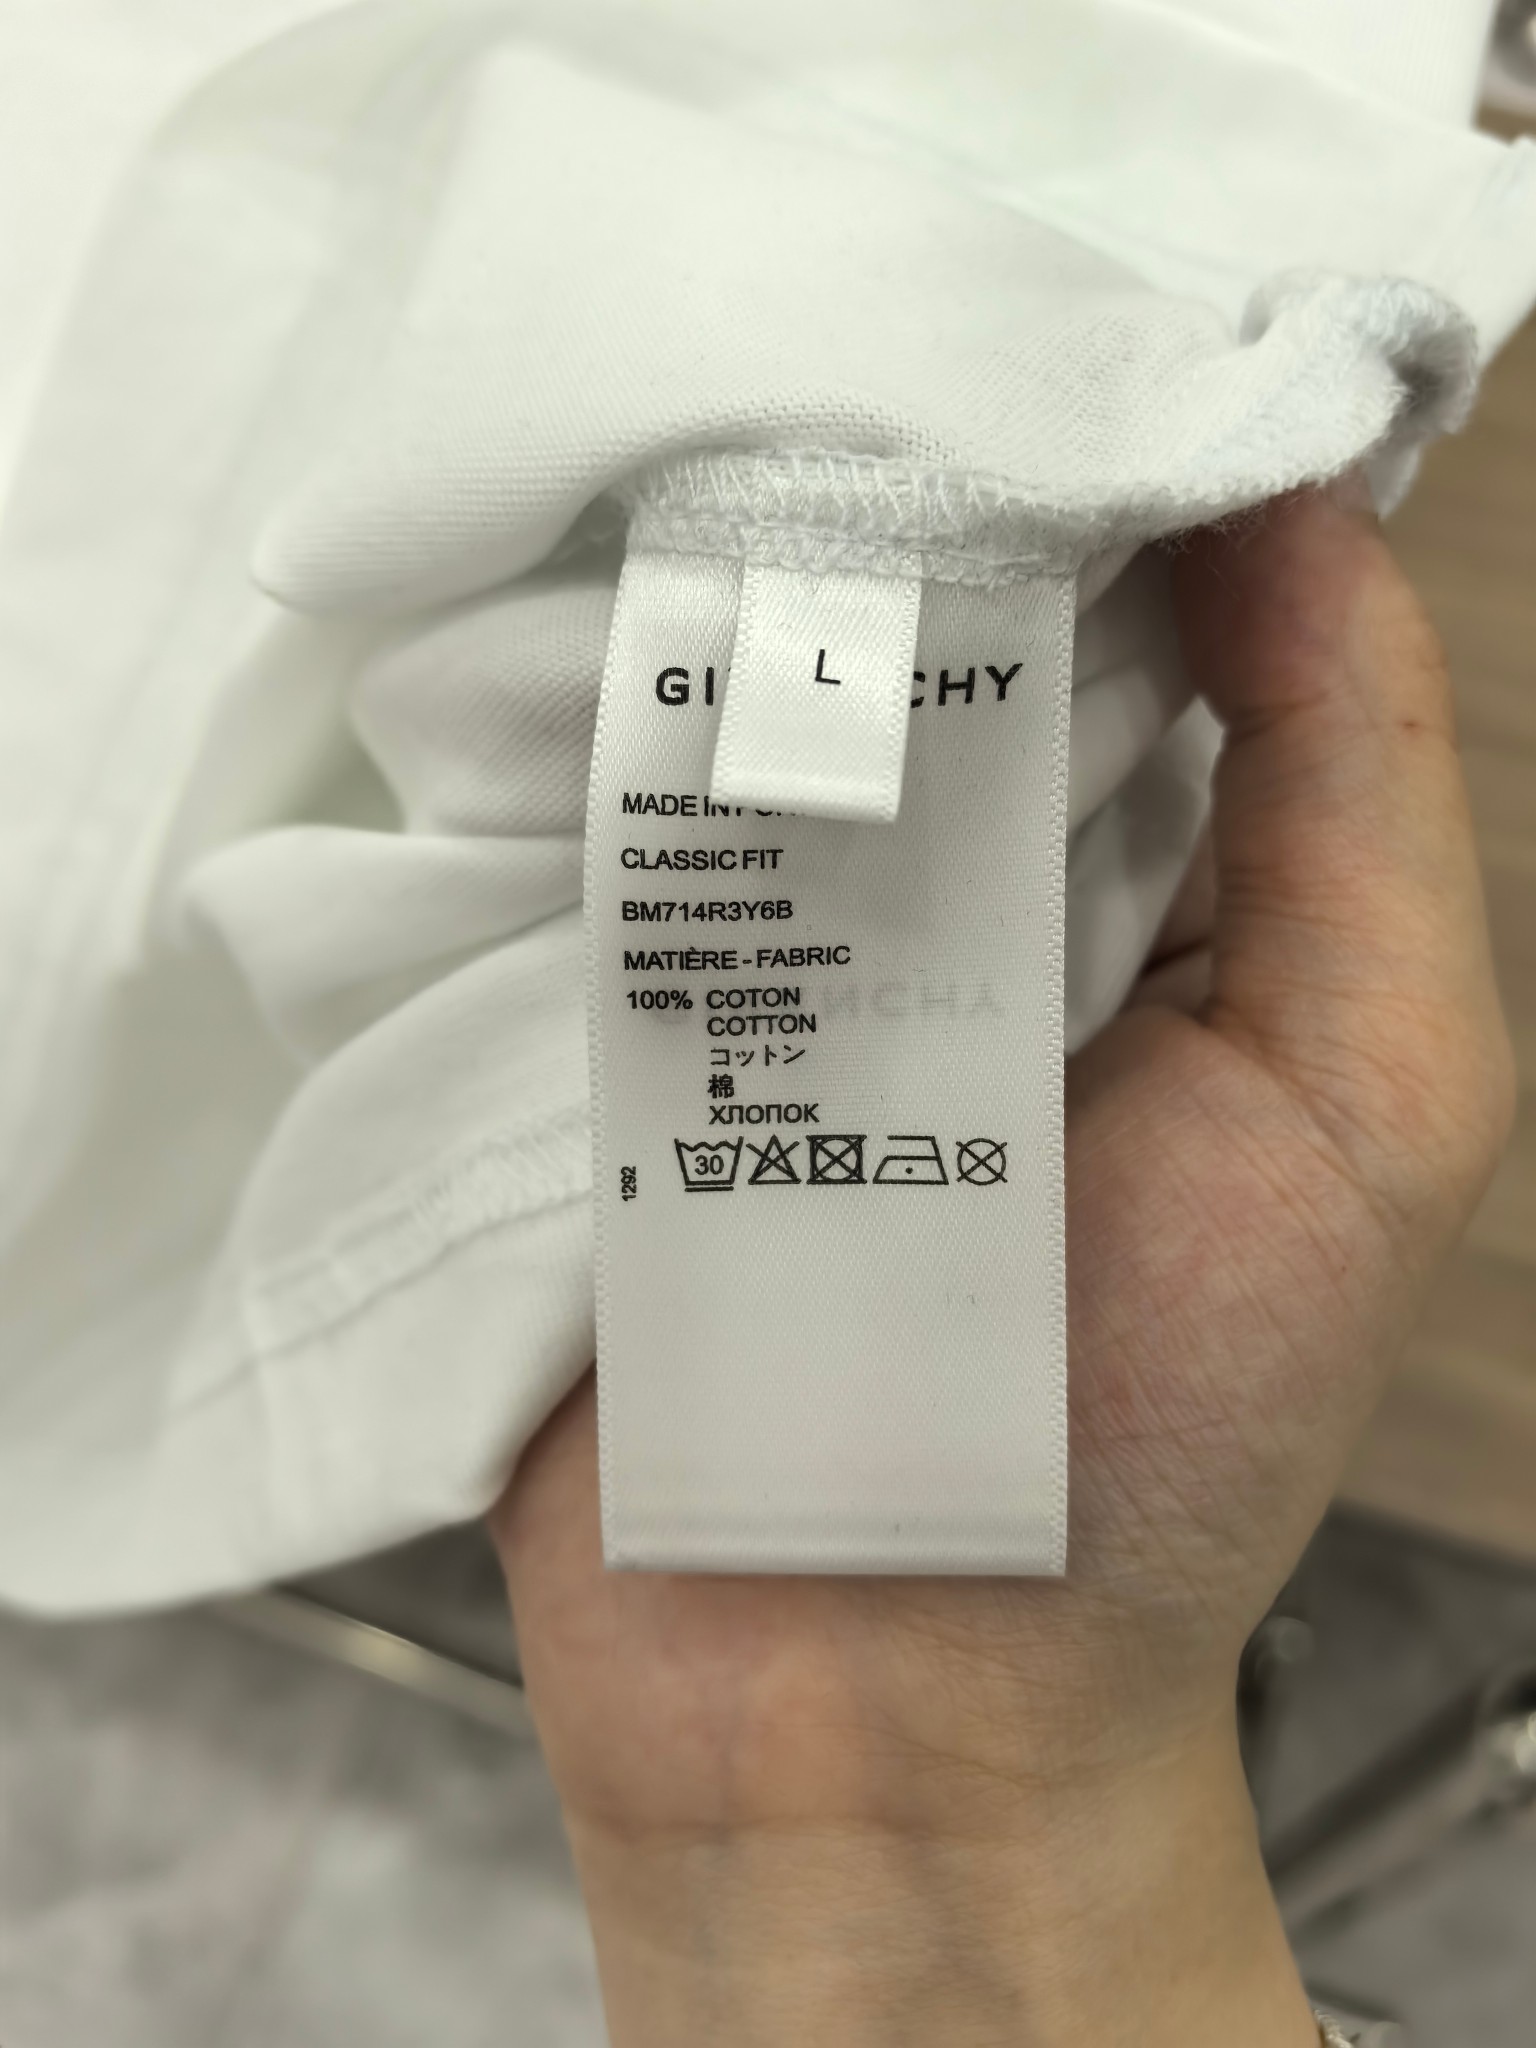 L
GI CHY
MADE IN
CLASSIC FIT
BM714R3Y6B
MATIÈRE - FABRIC
100% COTON
COTTON
コットン
棉
ХЛОПОК
30
1292